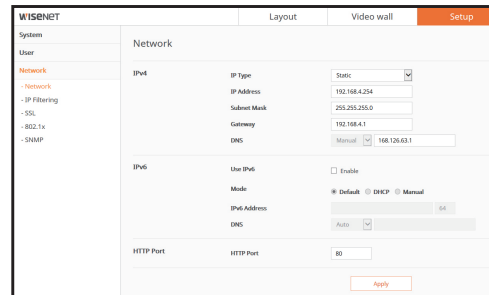 WISENET
Layout
Video wall
Setup
System
User
Network
- Network
- IP Filtering
- SSL
- 802.1x
- SNMP
Network
IPv4
IP Type
Static
IP Address
192.168.4.254
Subnet Mask
255.255.255.0
Gateway
192.168.4.1
DNS
Manual
168.126.63.1
IPv6
Use IPv6
Enable
Mode
Default
DHCP
Manual
IPv6 Address
64
DNS
Auto
HTTP Port
HTTP Port
80
Apply